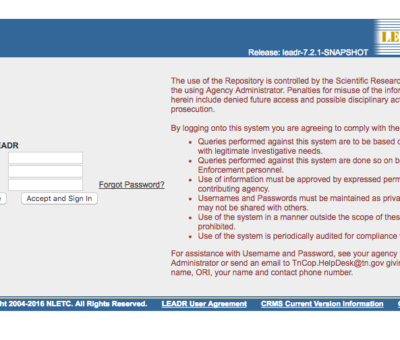 LE
Release: leadr-7.2.1-SNAPSHOT
The use of the Repository is controlled by the Scientific
the using Agency Administrator. Penalties for misuse of the
herein include denied future access and possible disciplinary
prosecution.
By logging onto this system you are agreeing to comply with the
Queries performed against this system are to be based
with legitimate investigative needs.
Queries performed against this system are done so on
Enforcement personnel.
Use of information must be approved by expressed
contributing agency.
Usernames and Passwords must be maintained as
may not be shared with others.
Use of the system in a manner outside the scope of
prohibited.
Use of the system is periodically audited for compliance
EADR
Forgot Password?
Accept and Sign In
For assistance with Username and Password, see your agency
Administrator or send an email to TnCop.HelpDesk@tn.gov
name, ORI, your name and contact phone number.
ht 2004-2016 NLETC. All Rights Reserved. LEADR User Agreement CRMS Current Version Information